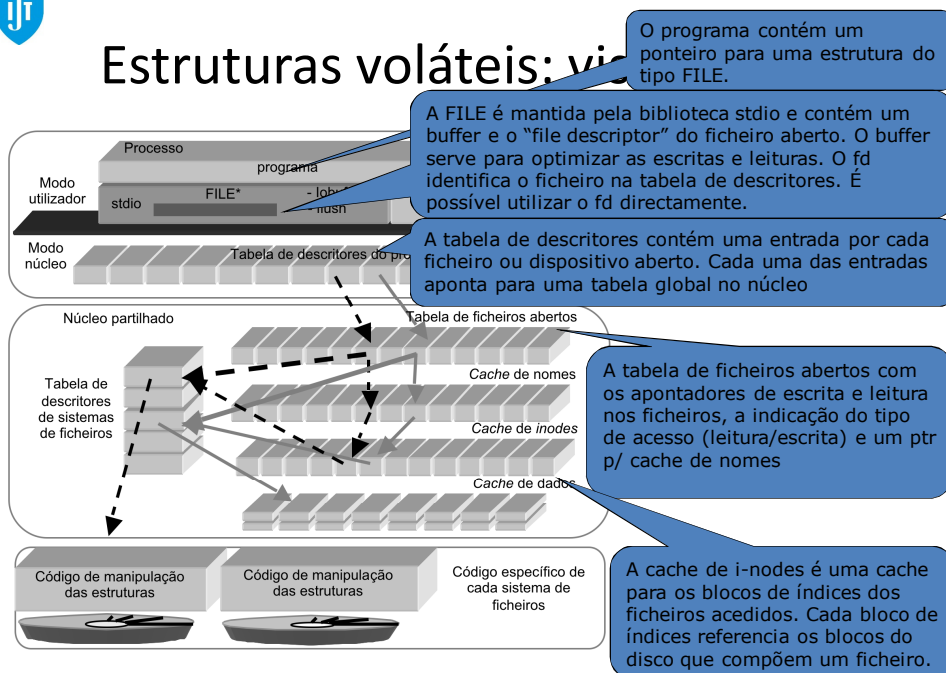 IJT
Estruturas voláteis:
O programa contém um
ponteiro para uma estrutura do
tipo FILE.
A FILE é mantida pela biblioteca stdio e contém um
buffer e o “file descriptor” do ficheiro aberto. O buffer
serve para optimizar as escritas e leituras. O fd
identifica o ficheiro na tabela de descritores. É
possível utilizar o fd directamente.
Processo
programa
Modo
utilizador
stdio
FILE*
Modo
núcleo
Tabela de descritores do
A tabela de descritores contém uma entrada por cada
ficheiro ou dispositivo aberto. Cada uma das entradas
aponta para uma tabela global no núcleo
Núcleo partilhado
Tabela de ficheiros abertos
Cache de nomes
Tabela de
descritores
de sistemas
de ficheiros
Cache de inodes
Cache de dados
A tabela de ficheiros abertos com
os apontadores de escrita e leitura
nos ficheiros, a indicação do tipo
de acesso (leitura/escrita) e um ptr
p/ cache de nomes
Código de manipulação
das estruturas
Código de manipulação
das estruturas
Código específico de
cada sistema de
ficheiros
A cache de i-nodes é uma cache
para os blocos de índices dos
ficheiros acedidos. Cada bloco de
índices referencia os blocos do
disco que compõem um ficheiro.